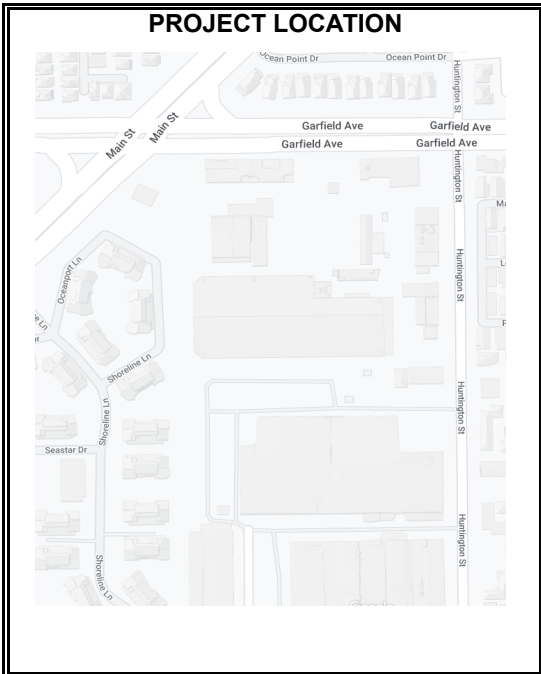 PROJECT LOCATION
Ocean Point Dr
Ocean Point Dr
Huntington St
Garfield Ave
Garfield Ave
Main St
Main St
Garfield Ave
Garfield Ave
Huntington St
Oceanport Ln
Huntington St
Shoreline Ln
Huntington St
Shoreline Ln
Seastar Dr
Huntington St
Shoreline Ln
Google